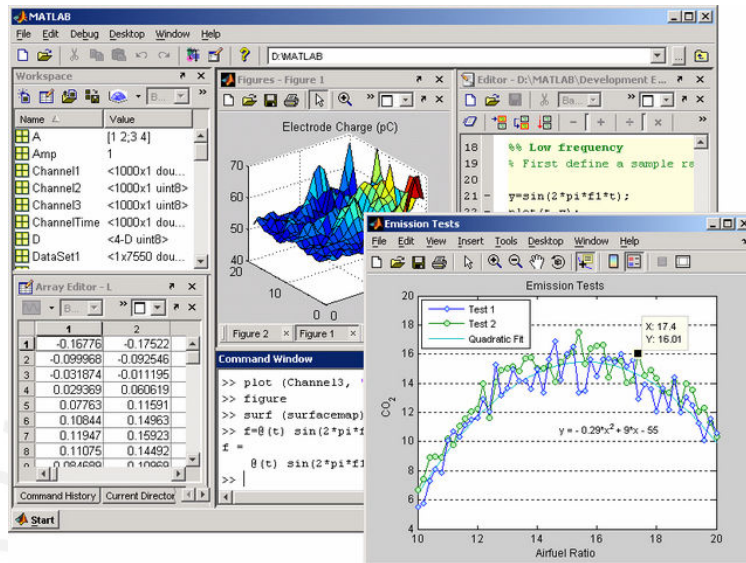 MATLAB
File Edit Debug Desktop Window Help
D:\MATLAB
Workspace
Name Value
A [1 2;3 4]
Amp 1
Channel1 <1000x1 dou...
Channel2 <1000x1 uint8>
Channel3 <1000x1 uint8>
ChannelTime <1000x1 dou...
D <4-D uint8>
DataSet1 <1x7550 dou...
Array Editor - L
1 2
1 -0.16776 -0.17522
2 -0.099968 -0.092546
3 -0.031874 -0.011195
4 0.029369 0.060619
5 0.07763 0.11591
6 0.10844 0.14963
7 0.11947 0.15923
8 0.11075 0.14492
Command History Current Director
Start
Figures - Figure 1
Electrode Charge (pC)
70
60
50
40
20
10
0 0
Figure 2 Figure 1
Command Window
>> plot (Channel3,
>> figure
>> surf (surfacemap)
>> f=@(t) sin(2*pi*f
f =
@(t) sin(2*pi*f1
>>
Editor - D:\MATLAB\Development E...
Ba...
18 %% Low frequency
19 % First define a sample ra
20
21 - y=sin(2*pi*f1*t);
Emission Tests
File Edit View Insert Tools Desktop Window Help
Emission Tests
Test 1
Test 2
Quadratic Fit
X: 17.4
Y: 16.01
y = - 0.29*x² + 9*x - 55
CO₂
20
18
16
14
12
10
8
6
4
10 12 14 16 18 20
Airfuel Ratio